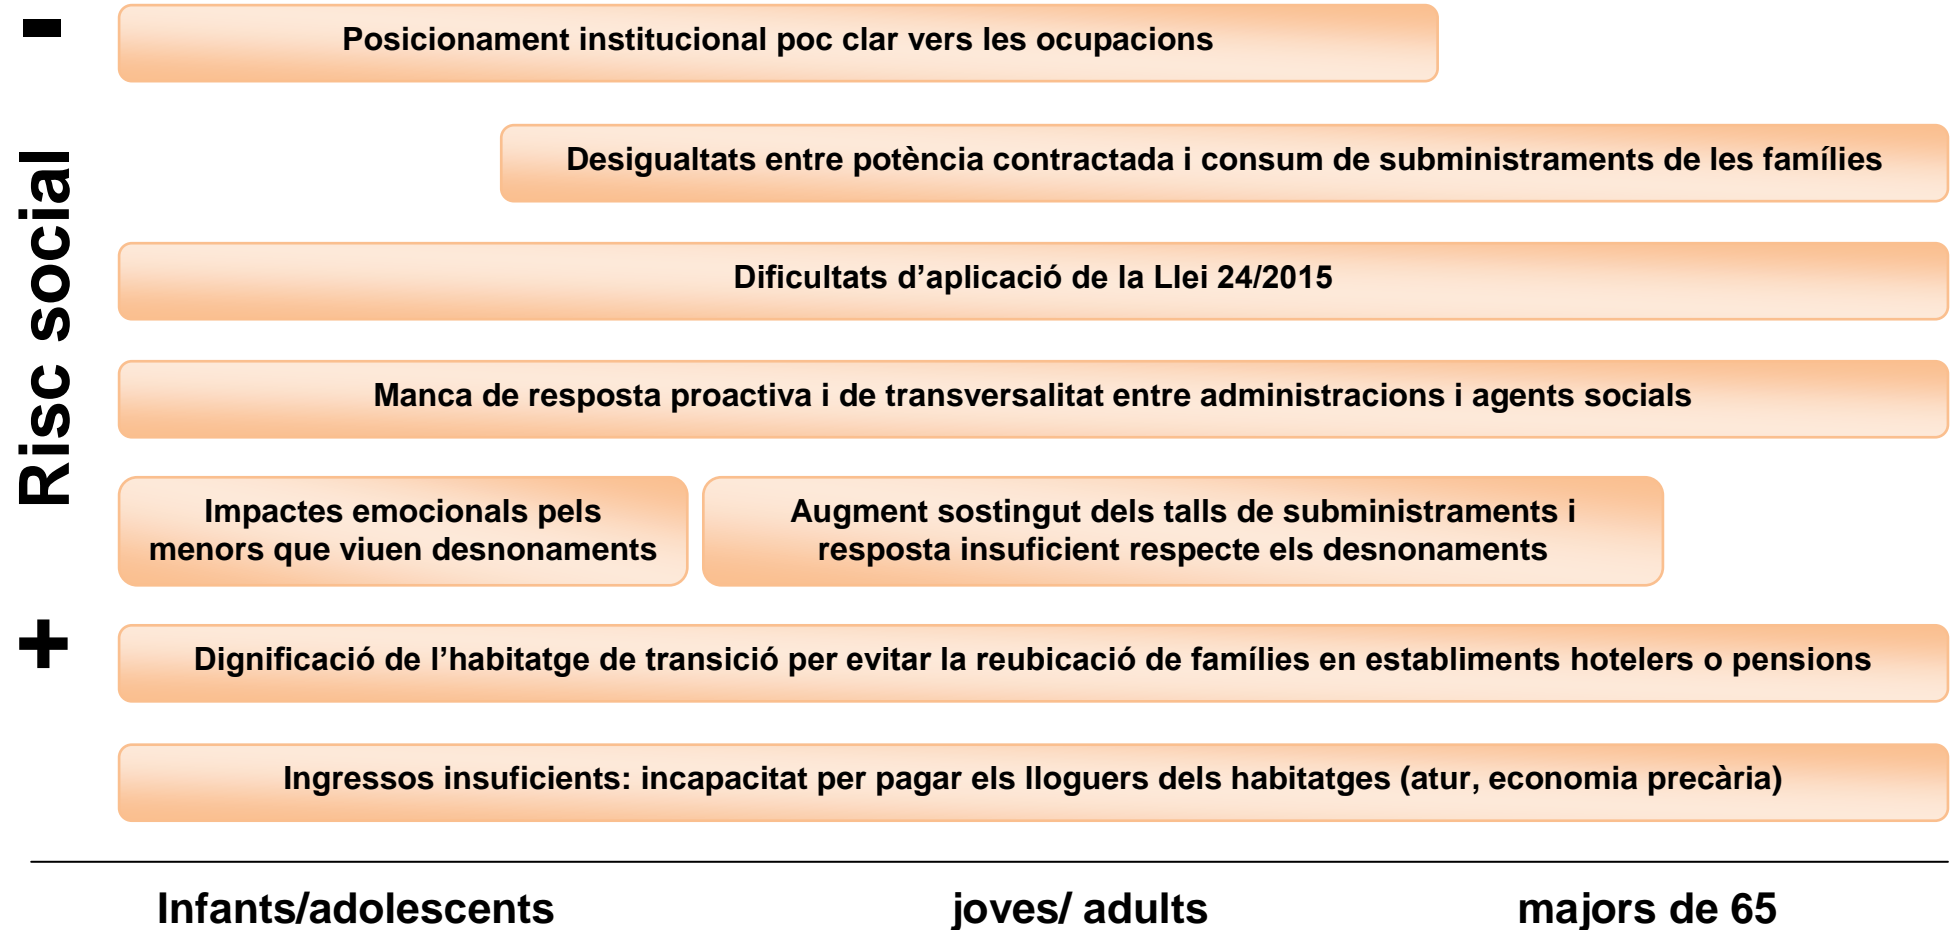 -
Posicionament institucional poc clar vers les ocupacions
Desigualtats entre potència contractada i consum de subministraments de les famílies
Risc social
Dificultats d’aplicació de la Llei 24/2015
Manca de resposta proactiva i de transversalitat entre administracions i agents socials
Impactes emocionals pels
menors que viuen desnonaments
Augment sostingut dels talls de subministraments i
resposta insuficient respecte els desnonaments
+
Dignificació de l’habitatge de transició per evitar la reubicació de famílies en establiments hotelers o pensions
Ingressos insuficients: incapacitat per pagar els lloguers dels habitatges (atur, economia precària)
Infants/adolescents
joves/ adults
majors de 65